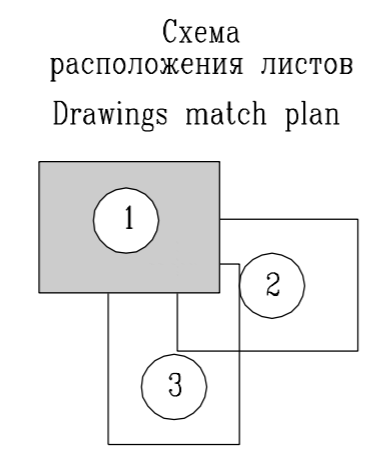 Схема
расположения листов
Drawings match plan
1
2
3